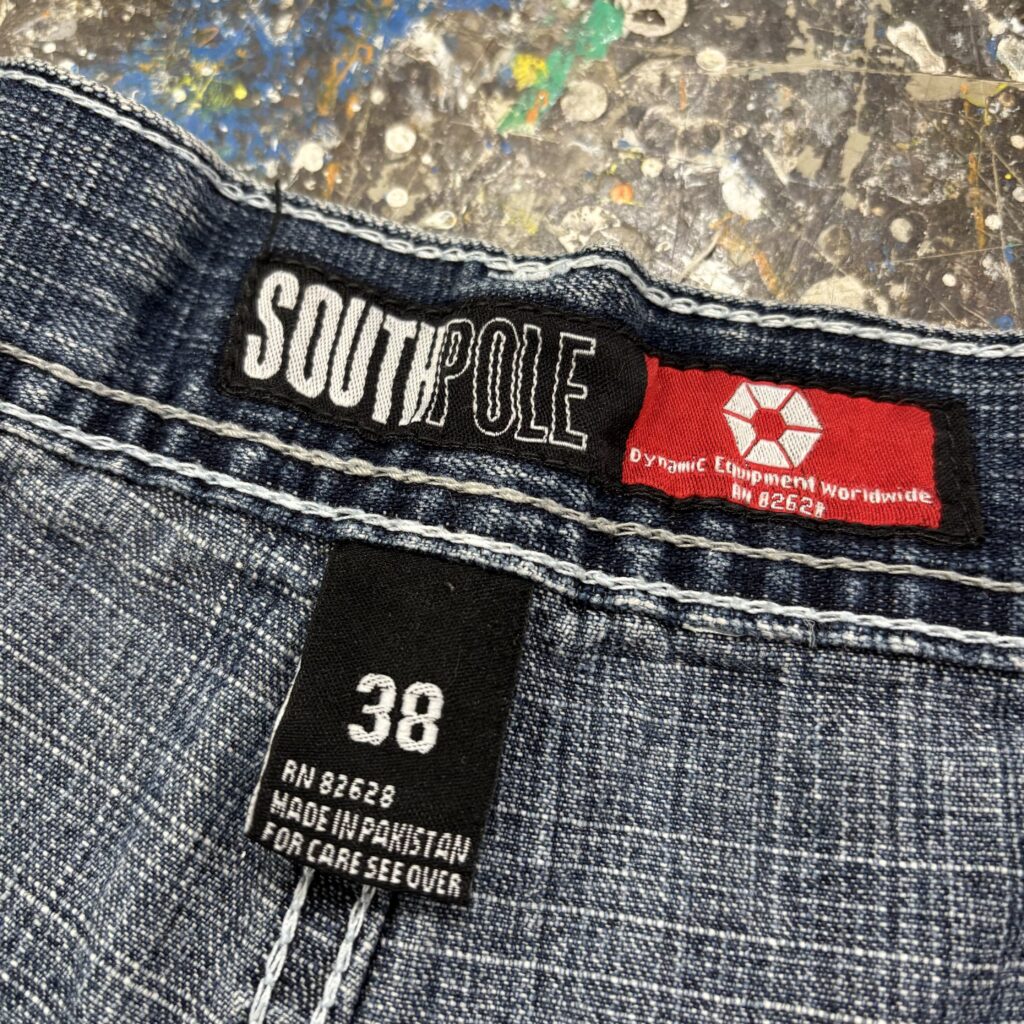 SOUTHPOLE
Dynamic Equipment Worldwide
RN 82628
38
RN 82628
MADE IN PAKISTAN
FOR CARE SEE OVER